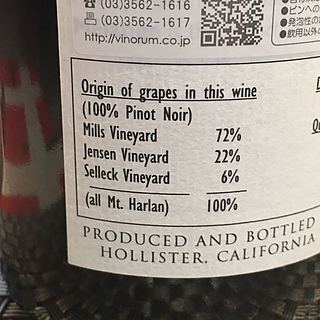 ☎(03)3562-1616
(03)3562-1617
http://vinorum.co.jp
Origin of grapes in this wine
(100% Pinot Noir)
Mills Vineyard 72%
Jensen Vineyard 22%
Selleck Vineyard 6%
(all Mt. Harlan) 100%
PRODUCED AND BOTTLED
HOLLISTER, CALIFORNIA